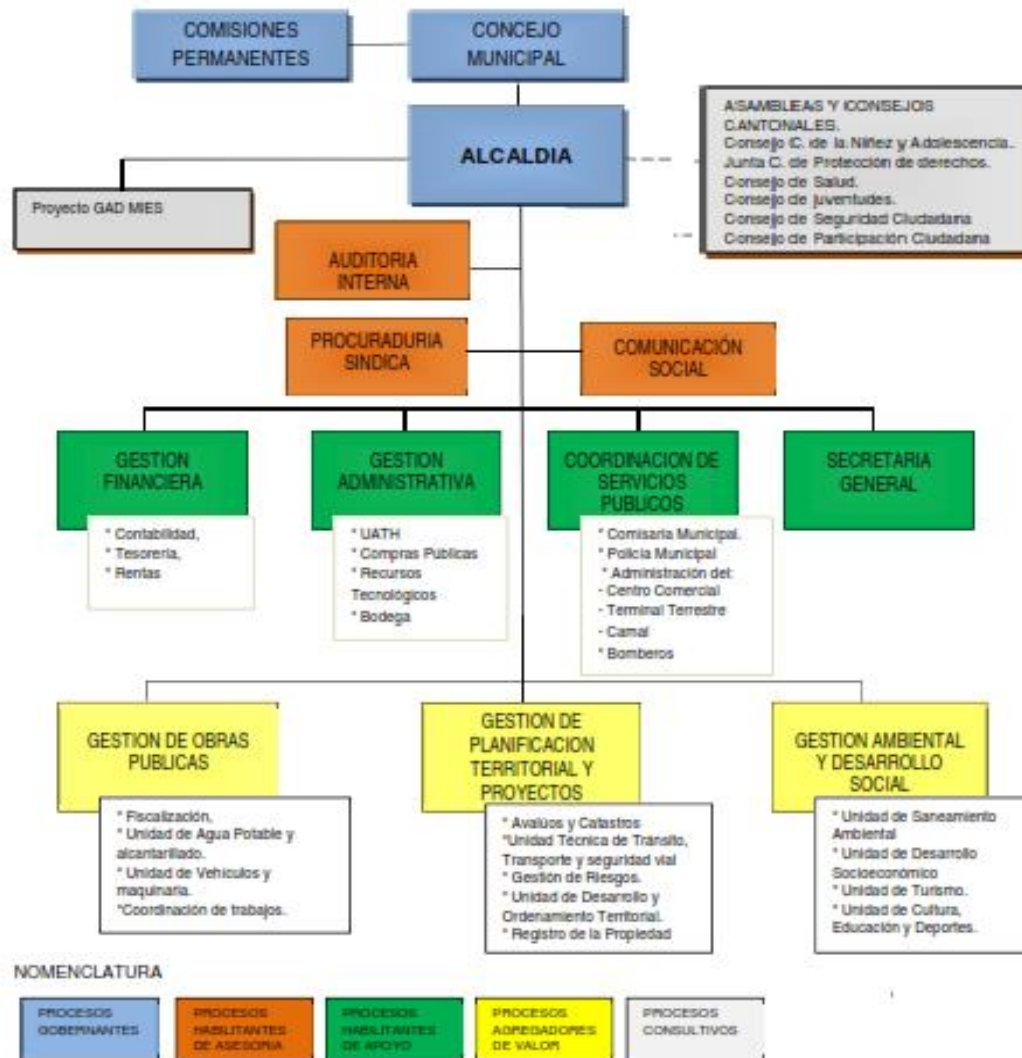 COMISIONES
PERMANENTES
CONCEJO
MUNICIPAL
ALCALDIA
ASAMBLEAS Y CONSEJOS
CANTONALES.
Consejo C. de la Niñez y Adolescencia.
Junta C. de Protección de derechos.
Consejo de Salud.
Consejo de juventudes.
Consejo de Seguridad Ciudadana
Consejo de Participación Ciudadana
Proyecto GAD MIES
AUDITORIA
INTERNA
PROCURADURIA
SINDICA
COMUNICACIÓN
SOCIAL
GESTION
FINANCIERA
* Contabilidad,
* Tesorería,
* Rentas
GESTION
ADMINISTRATIVA
* UATH
* Compras Públicas
* Recursos
Tecnológicos
* Bodega
COORDINACION DE
SERVICIOS
PUBLICOS
* Comisaria Municipal.
* Policía Municipal
* Administración del:
- Centro Comercial
- Terminal Terrestre
- Camal
* Bomberos
SECRETARIA
GENERAL
GESTION DE OBRAS
PUBLICAS
* Fiscalización,
* Unidad de Agua Potable y
alcantarillado.
* Unidad de Vehículos y
maquinaria.
*Coordinación de trabajos.
GESTION DE
PLANIFICACION
TERRITORIAL Y
PROYECTOS
* Avalúos y Catastros
*Unidad Técnica de Tránsito,
Transporte y seguridad vial
* Gestión de Riesgos.
* Unidad de Desarrollo y
Ordenamiento Territorial.
* Registro de la Propiedad
GESTION AMBIENTAL
Y DESARROLLO
SOCIAL
* Unidad de Saneamiento
Ambiental
* Unidad de Desarrollo
Socioeconómico
* Unidad de Turismo.
* Unidad de Cultura,
Educación y Deportes.
NOMENCLATURA
PROCESOS
GOBERNANTES
PROCESOS
HABILITANTES
DE ASESORIA
PROCESOS
HABILITANTES
DE APOYO
PROCESOS
AGREGADORES
DE VALOR
PROCESOS
CONSULTIVOS